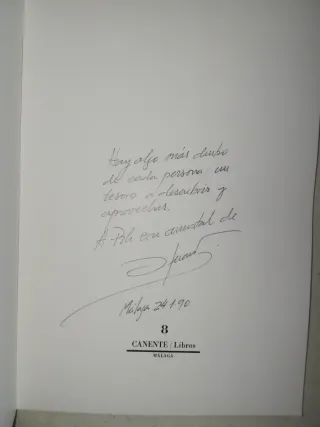 Hay algo más dentro
de cada persona un
tesoro a descubrir y
aprovechar.
A Pili con amistad de
Málaga 24.1.90
8
CANENTE / Libros
MÁLAGA